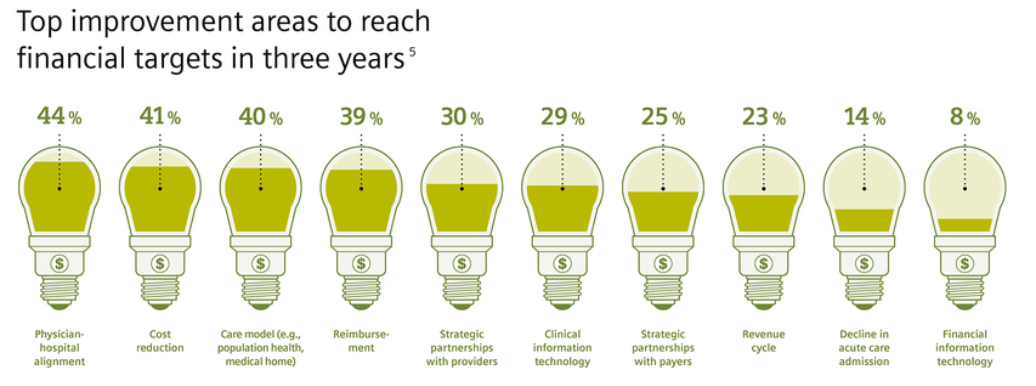 Top improvement areas to reach
financial targets in three years 5
44 % 41 % 40 % 39 % 30 % 29 % 25 % 23 % 14 % 8 %
$ $ $ $ $ $ $ $ $ $
Physician-
hospital
alignment
Cost
reduction
Care model (e.g.,
population health,
medical home)
Reimburse-
ment
Strategic
partnerships
with providers
Clinical
information
technology
Strategic
partnerships
with payers
Revenue
cycle
Decline in
acute care
admission
Financial
information
technology